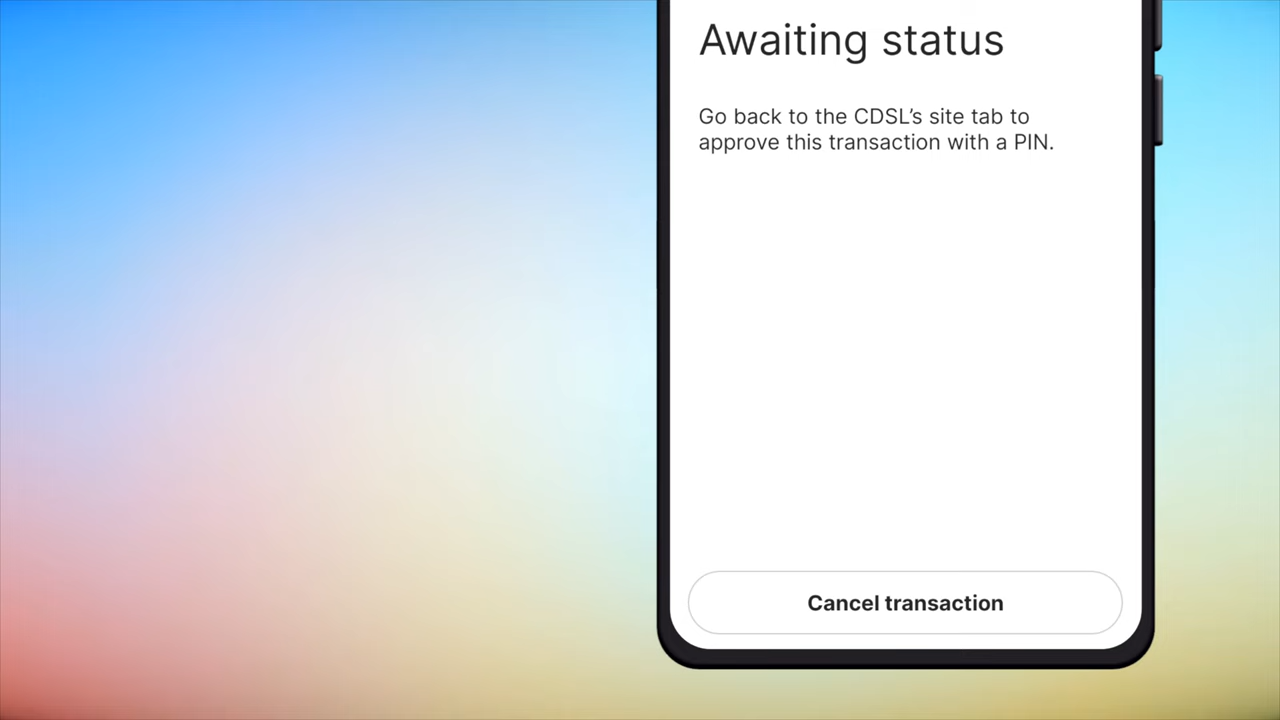 Awaiting status
Go back to the CDSL’s site tab to
approve this transaction with a PIN.
Cancel transaction